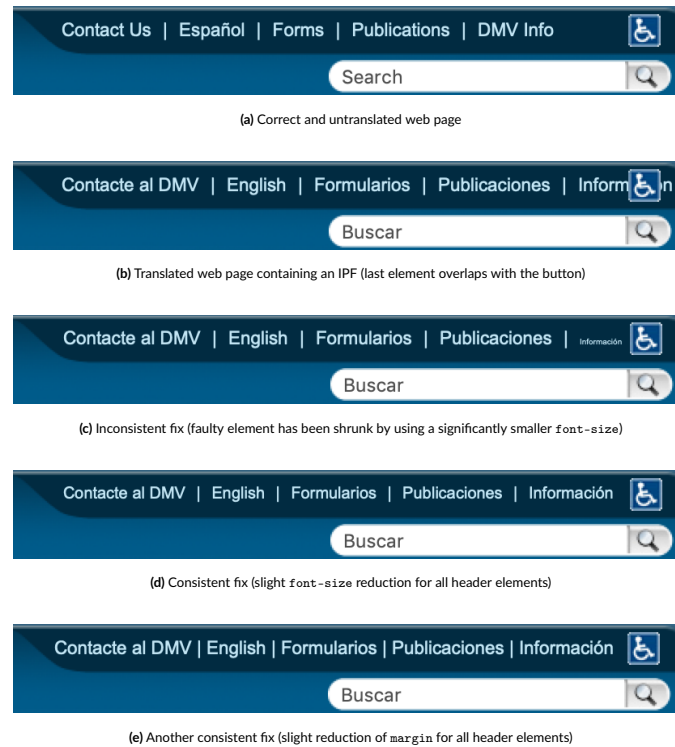 Contact Us | Español | Forms | Publications | DMV Info
Search
(a) Correct and untranslated web page
Contacte al DMV | English | Formularios | Publicaciones | Inform n
Buscar
(b) Translated web page containing an IPF (last element overlaps with the button)
Contacte al DMV | English | Formularios | Publicaciones | Información
Buscar
(c) Inconsistent fix (faulty element has been shrunk by using a significantly smaller font-size)
Contacte al DMV | English | Formularios | Publicaciones | Información
Buscar
(d) Consistent fix (slight font-size reduction for all header elements)
Contacte al DMV | English | Formularios | Publicaciones | Información
Buscar
(e) Another consistent fix (slight reduction of margin for all header elements)